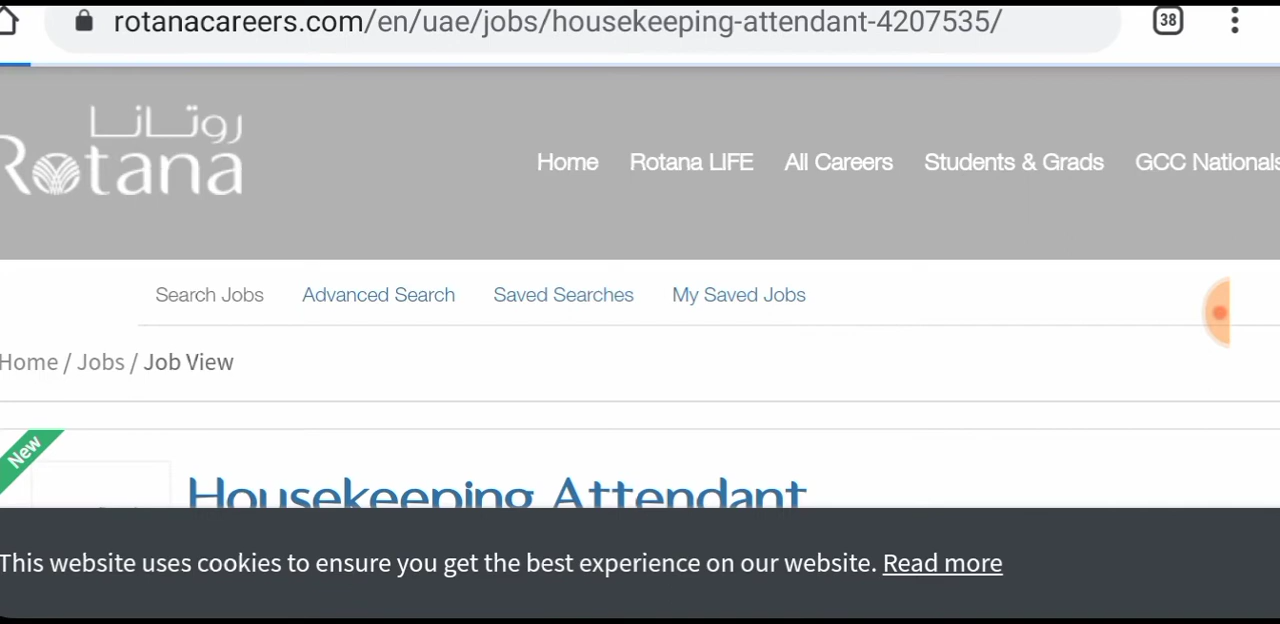 rotanacareers.com/en/uae/jobs/housekeeping-attendant-4207535/ 38
روتانا
Rotana
Home Rotana LIFE All Careers Students & Grads GCC Nationals
Search Jobs Advanced Search Saved Searches My Saved Jobs
Home / Jobs / Job View
New
Housekeeping Attendant
This website uses cookies to ensure you get the best experience on our website. Read more